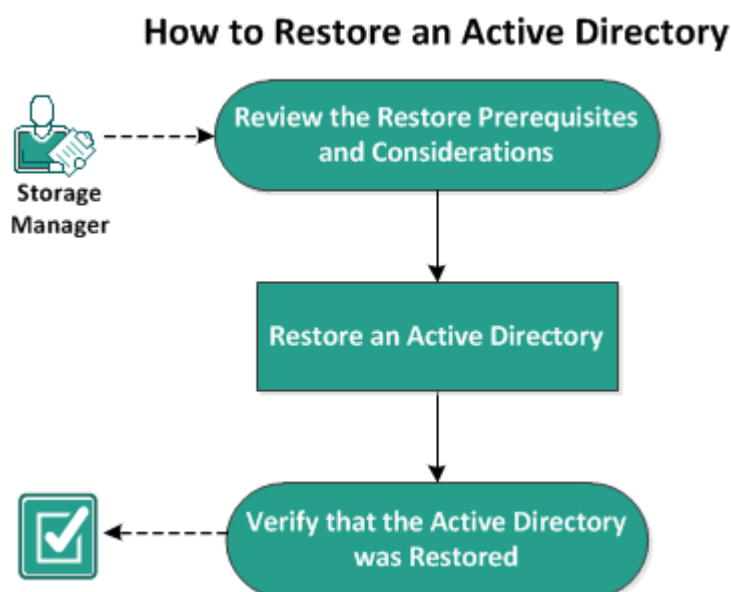 How to Restore an Active Directory
Review the Restore Prerequisites
and Considerations
Storage
Manager
Restore an Active Directory
Verify that the Active Directory
was Restored